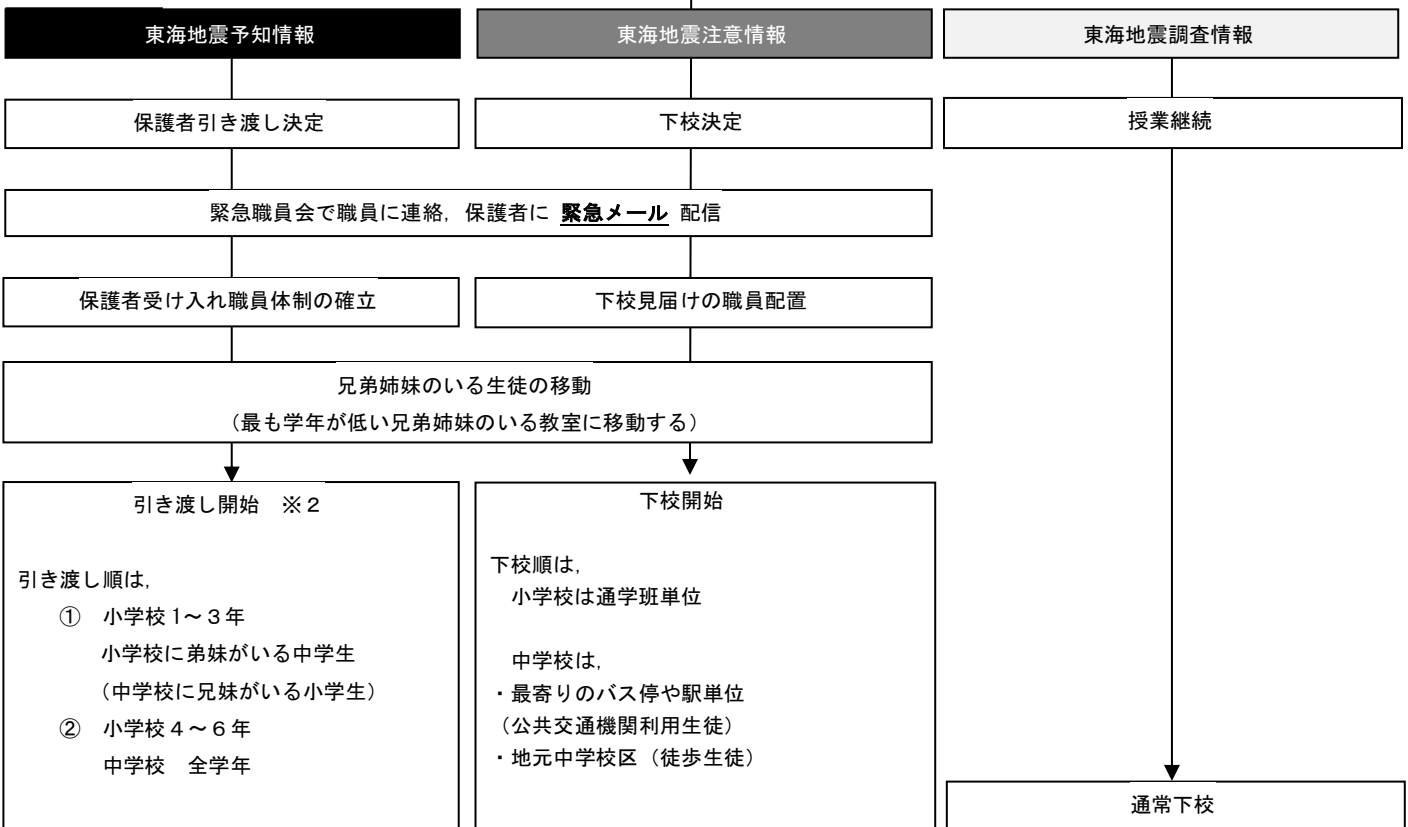 東海地震予知情報
東海地震注意情報
東海地震調査情報
保護者引き渡し決定
下校決定
授業継続
緊急職員会で職員に連絡，保護者に 緊急メール 配信
保護者受け入れ職員体制の確立
下校見届けの職員配置
兄弟姉妹のいる生徒の移動
（最も学年が低い兄弟姉妹のいる教室に移動する）
引き渡し開始　※２
引き渡し順は，
①　小学校１～３年
小学校に弟妹がいる中学生
（中学校に兄妹がいる小学生）
②　小学校４～６年
中学校　全学年
下校開始
下校順は，
小学校は通学班単位
中学校は，
・最寄りのバス停や駅単位
（公共交通機関利用生徒）
・地元中学校区（徒歩生徒）
通常下校